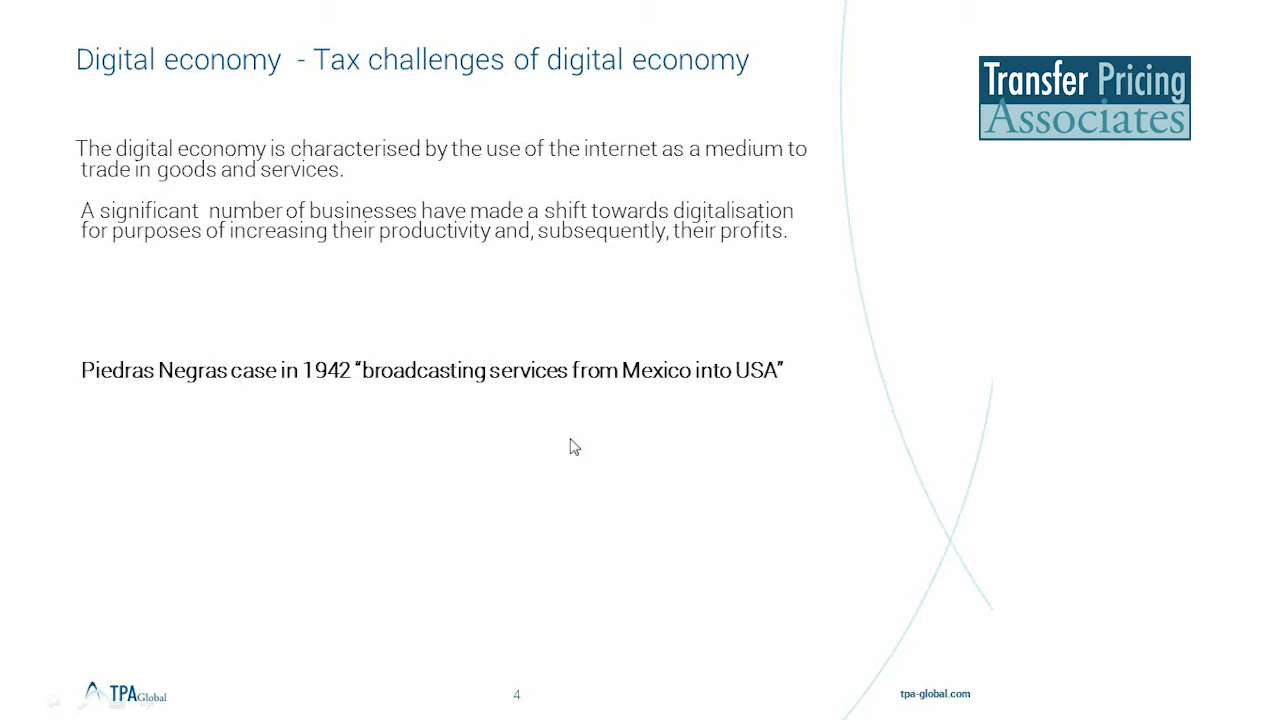 Digital economy - Tax challenges of digital economy
Transfer Pricing
Associates
The digital economy is characterised by the use of the internet as a medium to
trade in goods and services.
A significant number of businesses have made a shift towards digitalisation
for purposes of increasing their productivity and, subsequently, their profits.
Piedras Negras case in 1942 “broadcasting services from Mexico into USA”
TPA Global
4
tpa-global.com